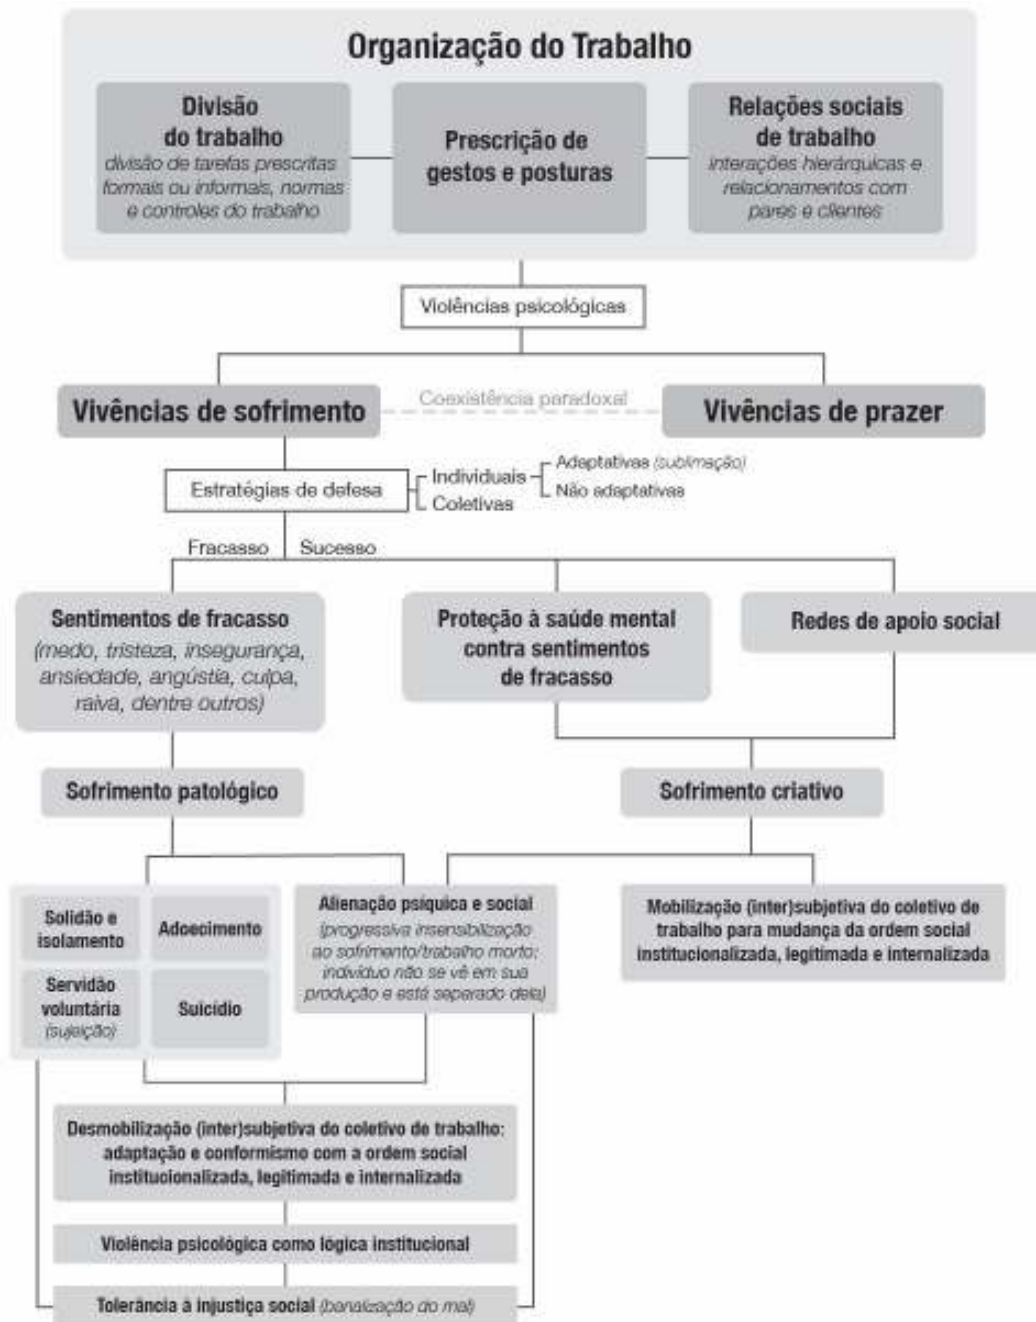 Organização do Trabalho
Divisão
do trabalho
divisão de tarefas prescritas
formais ou informais, normas
e controles do trabalho
Prescrição de
gestos e posturas
Relações sociais
de trabalho
interações hierárquicas e
relacionamentos com
pares e clientes
Violências psicológicas
Vivências de sofrimento
Coexistência paradoxal
Vivências de prazer
Estratégias de defesa
Individuais
Coletivas
Adaptativas (sublimação)
Não adaptativas
Fracasso
Sucesso
Sentimentos de fracasso
(medo, tristeza, insegurança,
ansiedade, angústia, culpa,
raiva, dentre outros)
Proteção à saúde mental
contra sentimentos
de fracasso
Redes de apoio social
Sofrimento patológico
Sofrimento criativo
Solidão e
isolamento
Adoecimento
Servidão
voluntária
(sujeição)
Suicídio
Alienação psíquica e social
(progressiva insensibilização
ao sofrimento/trabalho morto:
indivíduo não se vê em sua
produção e está separado dela)
Mobilização (inter)subjetiva do coletivo de
trabalho para mudança da ordem social
institucionalizada, legitimada e internalizada
Desmobilização (inter)subjetiva do coletivo de trabalho:
adaptação e conformismo com a ordem social
institucionalizada, legitimada e internalizada
Violência psicológica como lógica institucional
Tolerância à injustiça social (banalização do mal)